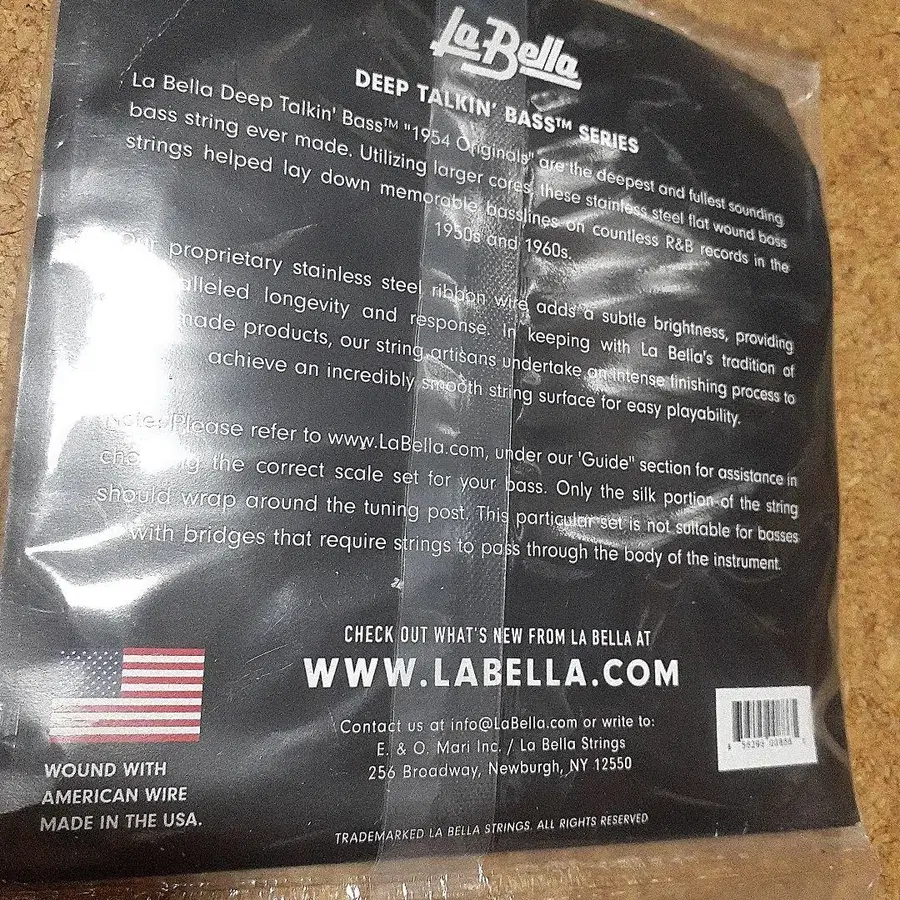 La Bella
DEEP TALKIN' BASS™ SERIES
La Bella Deep Talkin' Bass™ "1954 Originals" are the deepest and fullest sounding
bass string ever made. Utilizing larger cores, these stainless steel flat wound bass
strings helped lay down memorable basslines on countless R&B records in the
1950s and 1960s.
Our proprietary stainless steel ribbon wire adds a subtle brightness, providing
longevity and response. In keeping with La Bella's tradition of
products, our string artisans undertake an intense finishing process to
achieve an incredibly smooth string surface for easy playability.
note: Please refer to www.LaBella.com, under our 'Guide" section for assistance in
the correct scale set for your bass. Only the silk portion of the string
should wrap around the tuning post. This particular set is not suitable for basses
with bridges that require strings to pass through the body of the instrument.
CHECK OUT WHAT'S NEW FROM LA BELLA AT
WWW.LABELLA.COM
Contact us at info@LaBella.com or write to:
E. & O. Mari Inc. / La Bella Strings
256 Broadway, Newburgh, NY 12550
WOUND WITH
AMERICAN WIRE
MADE IN THE USA.
TRADEMARKED LA BELLA STRINGS. ALL RIGHTS RESERVED